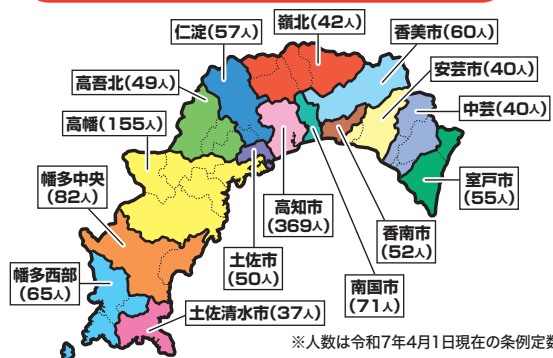 仁淀(57人)
嶺北(42人)
香美市(60人)
安芸市(40人)
高吾北(49人)
中芸(40人)
高幡(155人)
幡多中央
(82人)
高知市
(369人)
室戸市
(55人)
香南市
(52人)
土佐市
(50人)
南国市
(71人)
幡多西部
(65人)
土佐清水市(37人)
※人数は令和7年4月1日現在の条例定数